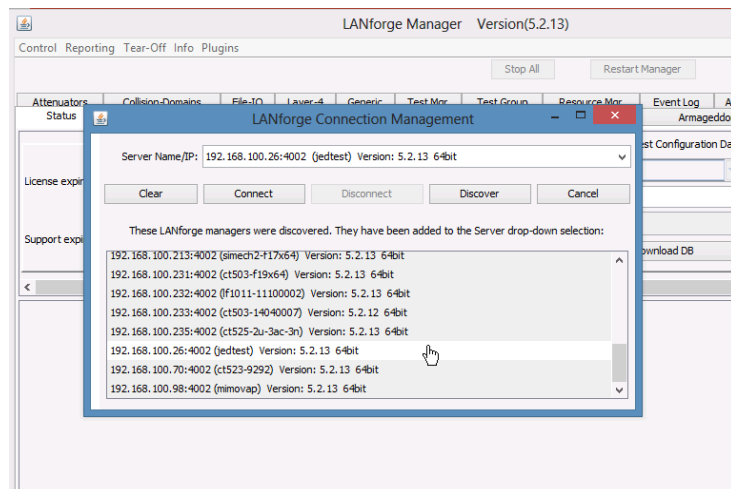 LANforge Manager Version(5.2.13)
Control Reporting Tear-Off Info Plugins
Stop All Restart Manager
Attenuators Collision-Domains File-IO Layer-4 Generic Test Mgr Test Group Resource Mgr Event Log A
Status Armageddo
LANforge Connection Management
est Configuration Da
Server Name/IP: 192.168.100.26:4002 (jedtest) Version: 5.2.13 64bit
License expir
Clear Connect Disconnect Discover Cancel
These LANforge managers were discovered. They have been added to the Server drop-down selection:
Support expi
ownload DB
192.168.100.213:4002 (simech2-f17x64) Version: 5.2.13 64bit
192.168.100.231:4002 (ct503-f19x64) Version: 5.2.13 64bit
192.168.100.232:4002 (lf1011-11100002) Version: 5.2.13 64bit
192.168.100.233:4002 (ct503-14040007) Version: 5.2.12 64bit
192.168.100.235:4002 (ct525-2u-3ac-3n) Version: 5.2.13 64bit
192.168.100.26:4002 (jedtest) Version: 5.2.13 64bit
192.168.100.70:4002 (ct523-9292) Version: 5.2.13 64bit
192.168.100.98:4002 (mimovap) Version: 5.2.13 64bit